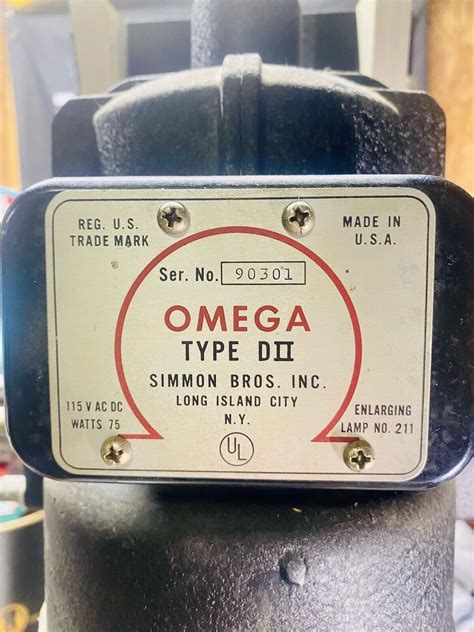 REG. U.S.
TRADE MARK
MADE IN
U.S.A.
Ser. No. 90301
OMEGA
TYPE DII
SIMMON BROS. INC.
LONG ISLAND CITY
N.Y.
115 V AC DC
WATTS 75
UL
ENLARGING
LAMP NO. 211